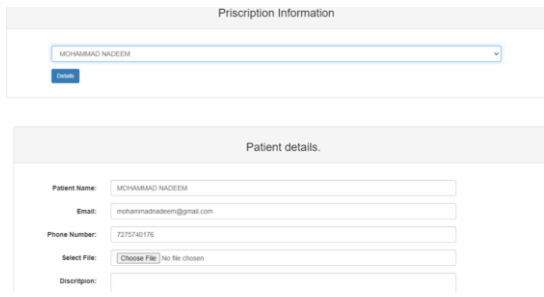 Priscription Information
MOHAMMAD NADEEM
Details
Patient details.
Patient Name: MOHAMMAD NADEEM
Email: mohammadnadeem@gmail.com
Phone Number: 7275740176
Select File: Choose File No file chosen
Discritpion: